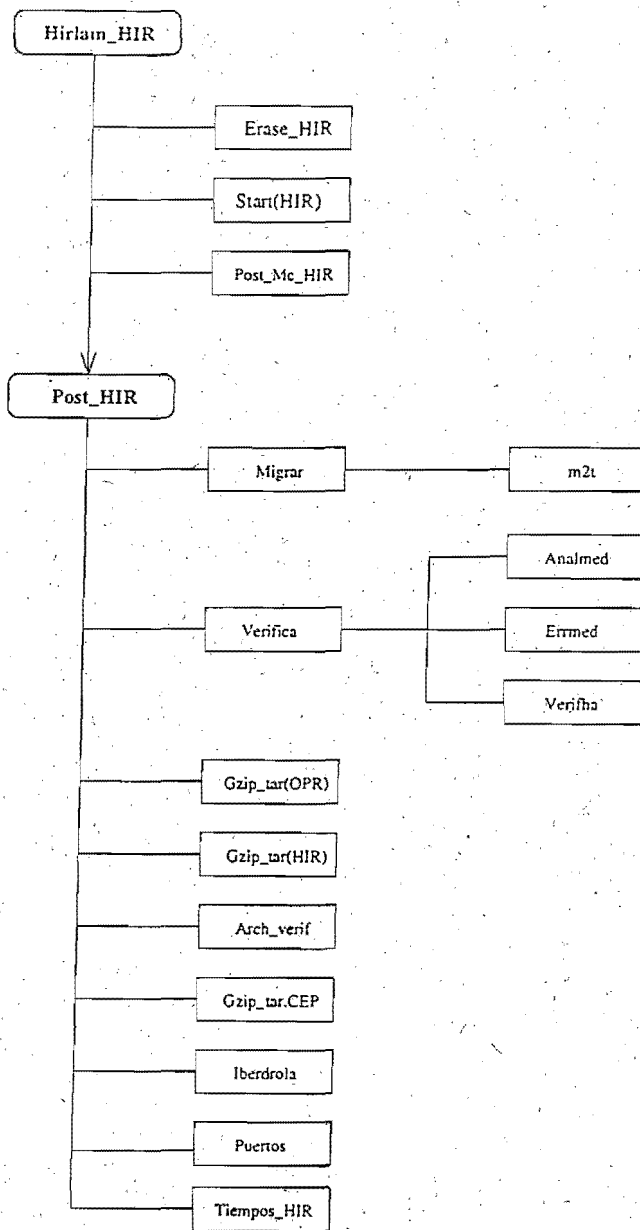 Hirlam_HIR
Erase_HIR
Start(HIR)
Post_Mc_HIR
Post_HIR
Migrar
m2t
Analmed
Verifica
Errmed
Verifha
Gzip_tar(OPR)
Gzip_tar(HIR)
Arch_verif
Gzip_tar.CEP
Iberdrola
Puertos
Tiempos_HIR